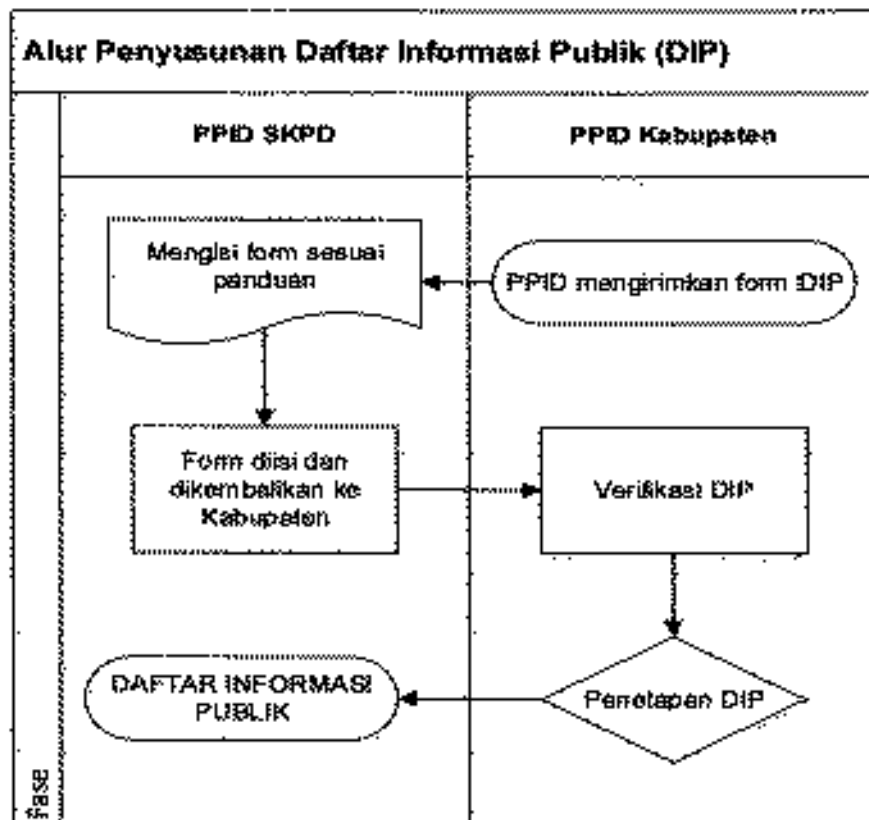 Alur Penyusunan Daftar Informasi Publik (DIP)
PPID SKPD
PPID Kabupaten
Mengisi form sesuai
panduan
PPID mengirimkan form DIP
Form diisi dan
dikembalikan ke
Kabupaten
Verifikasi DIP
DAFTAR INFORMASI
PUBLIK
Penetapan DIP
fase